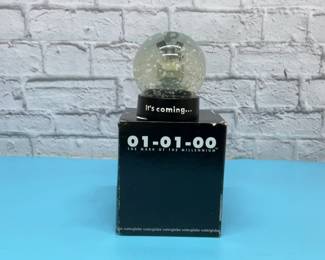 It's coming...
01-01-00
THE MARK OF THE MILLENNIUM